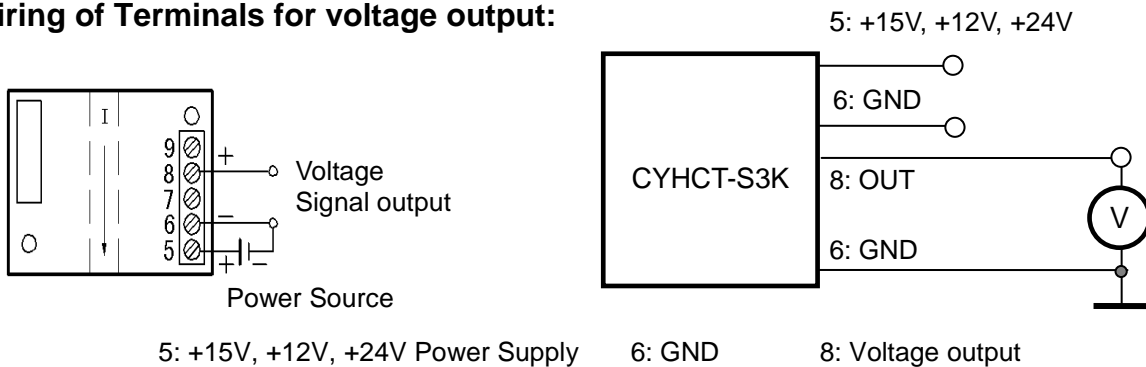 iring of Terminals for voltage output:
I
9
8
7
6
5
+
−
+
−
Voltage
Signal output
Power Source
5: +15V, +12V, +24V
6: GND
CYHCT-S3K
8: OUT
V
6: GND
5: +15V, +12V, +24V Power Supply 6: GND 8: Voltage output